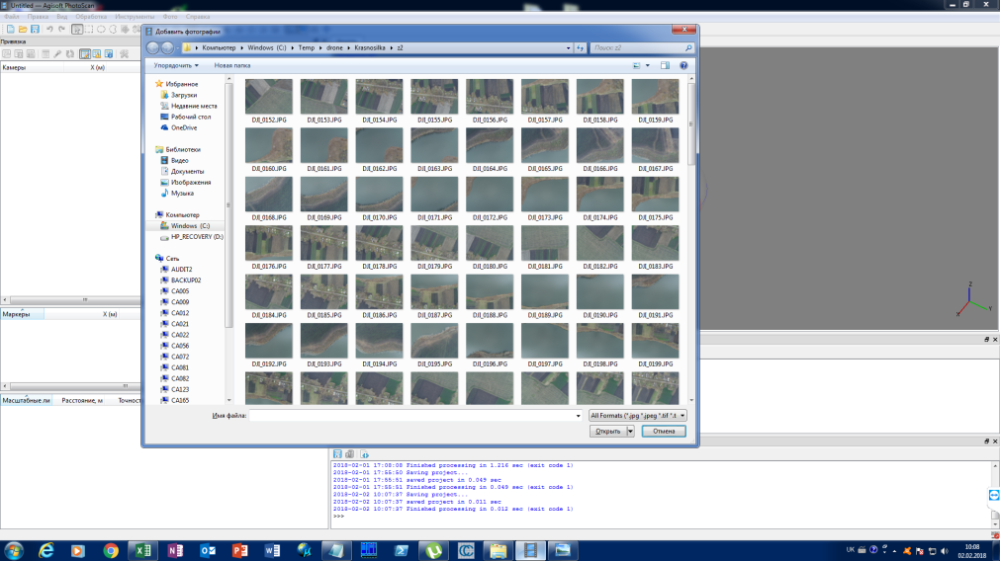 Untitled — Agisoft PhotoScan
Файл Правка Вид Обработка Инструменты Фото Справка
Привязка
Камеры X (м)
Маркеры X (м)
Масштабные ли Расстояние, м Точност
Добавить фотографии
Компьютер Windows (C:) Temp drone Krasnosilka z2
Поиск: z2
Упорядочить Новая папка
Избранное
Загрузки
Недавние места
Рабочий стол
OneDrive
Библиотеки
Видео
Документы
Изображения
Музыка
Компьютер
Windows (C:)
HP_RECOVERY (D:)
Сеть
AUDIT2
BACKUP02
CA005
CA009
CA012
CA021
CA022
CA056
CA072
CA081
CA082
CA123
CA165
DJI_0152.JPG DJI_0153.JPG DJI_0154.JPG DJI_0155.JPG DJI_0156.JPG DJI_0157.JPG DJI_0158.JPG DJI_0159.JPG
DJI_0160.JPG DJI_0161.JPG DJI_0162.JPG DJI_0163.JPG DJI_0164.JPG DJI_0165.JPG DJI_0166.JPG DJI_0167.JPG
DJI_0168.JPG DJI_0169.JPG DJI_0170.JPG DJI_0171.JPG DJI_0172.JPG DJI_0173.JPG DJI_0174.JPG DJI_0175.JPG
DJI_0176.JPG DJI_0177.JPG DJI_0178.JPG DJI_0179.JPG DJI_0180.JPG DJI_0181.JPG DJI_0182.JPG DJI_0183.JPG
DJI_0184.JPG DJI_0185.JPG DJI_0186.JPG DJI_0187.JPG DJI_0188.JPG DJI_0189.JPG DJI_0190.JPG DJI_0191.JPG
DJI_0192.JPG DJI_0193.JPG DJI_0194.JPG DJI_0195.JPG DJI_0196.JPG DJI_0197.JPG DJI_0198.JPG DJI_0199.JPG
Имя файла: All Formats (*.jpg *.jpeg *.tif *.t
Открыть Отмена
Z
Y
X
2018-02-01 17:08:08 Finished processing in 1.216 sec (exit code 1)
2018-02-01 17:55:50 Saving project...
2018-02-01 17:55:51 saved project in 0.049 sec
2018-02-01 17:55:51 Finished processing in 0.049 sec (exit code 1)
2018-02-02 10:07:37 Saving project...
2018-02-02 10:07:37 saved project in 0.011 sec
2018-02-02 10:07:37 Finished processing in 0.012 sec (exit code 1)
>>>
UK
10:08
02.02.2018